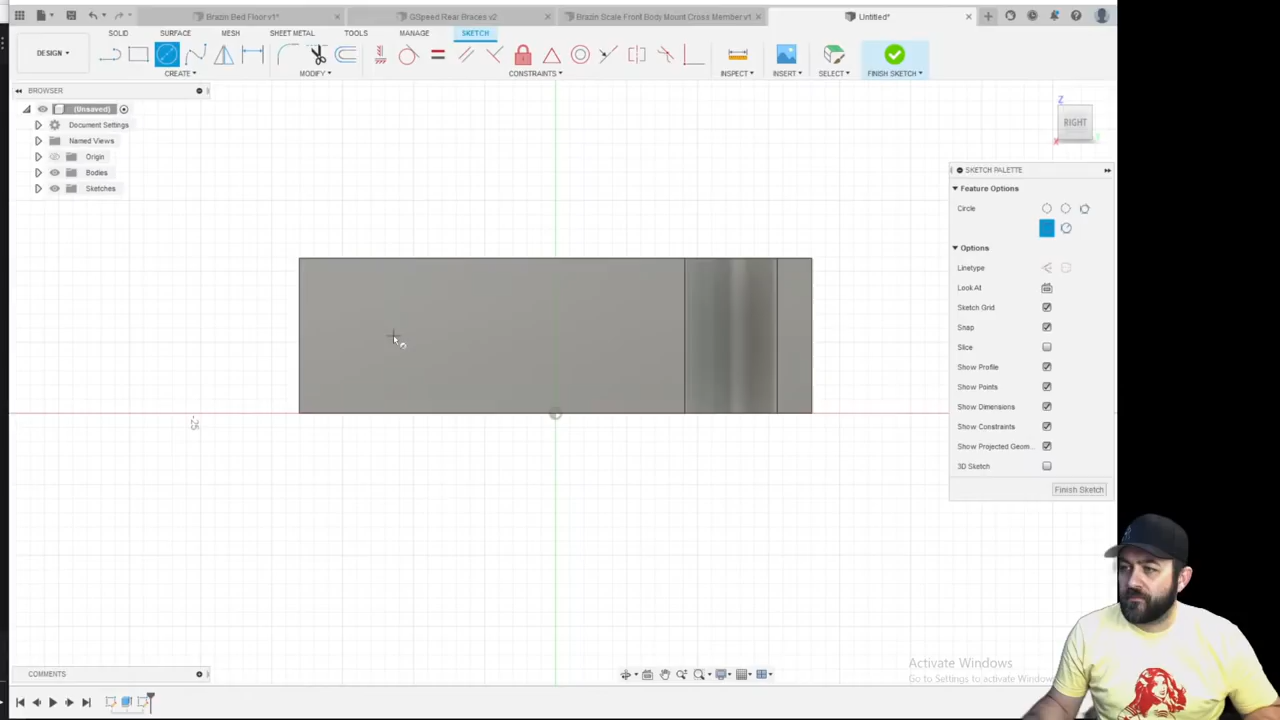 Brazin Bed Floor v1*
GSpeed Rear Braces v2
Brazin Scale Front Body Mount Cross Member v1
Untitled*
DESIGN
SOLID
SURFACE
MESH
SHEET METAL
TOOLS
MANAGE
SKETCH
CREATE
MODIFY
CONSTRAINTS
INSPECT
INSERT
SELECT
FINISH SKETCH
BROWSER
(Unsaved)
Document Settings
Named Views
Origin
Bodies
Sketches
Z
RIGHT
X
Y
SKETCH PALETTE
Feature Options
Circle
Options
Linetype
Look At
Sketch Grid
Snap
Slice
Show Profile
Show Points
Show Dimensions
Show Constraints
Show Projected Geom...
3D Sketch
Finish Sketch
-25
COMMENTS
Activate Windows
Go to Settings to activate Windows